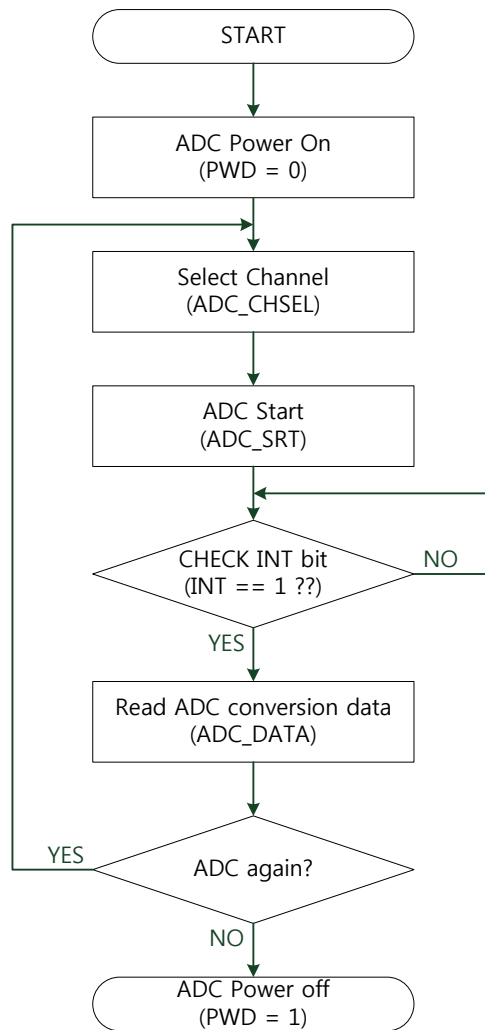 START
ADC Power On
(PWD = 0)
Select Channel
(ADC_CHSEL)
ADC Start
(ADC_SRT)
CHECK INT bit
(INT == 1 ??)
NO
YES
Read ADC conversion data
(ADC_DATA)
YES
ADC again?
NO
ADC Power off
(PWD = 1)